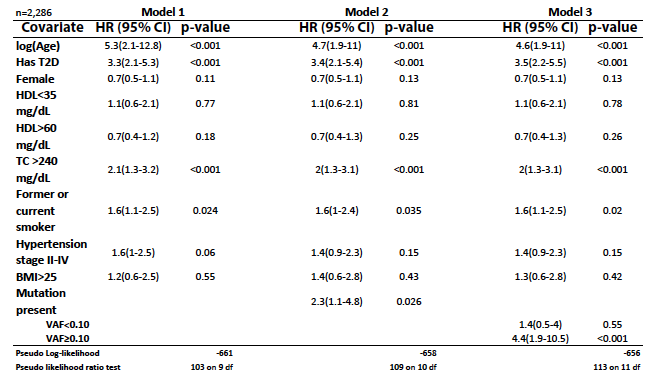 n=2,286 Model 1 Model 2 Model 3
Covariate HR (95% CI) p-value HR (95% CI) p-value HR (95% CI) p-value
log(Age) 5.3(2.1-12.8) <0.001 4.7(1.9-11) <0.001 4.6(1.9-11) <0.001
Has T2D 3.3(2.1-5.3) <0.001 3.4(2.1-5.4) <0.001 3.5(2.2-5.5) <0.001
Female 0.7(0.5-1.1) 0.11 0.7(0.5-1.1) 0.13 0.7(0.5-1.1) 0.13
HDL<35
mg/dL 1.1(0.6-2.1) 0.77 1.1(0.6-2.1) 0.81 1.1(0.6-2.1) 0.78
HDL>60
mg/dL 0.7(0.4-1.2) 0.18 0.7(0.4-1.3) 0.25 0.7(0.4-1.3) 0.26
TC >240
mg/dL 2.1(1.3-3.2) <0.001 2(1.3-3.1) <0.001 2(1.3-3.1) <0.001
Former or
current 1.6(1.1-2.5) 0.024 1.6(1-2.4) 0.035 1.6(1.1-2.5) 0.02
smoker
Hypertension
stage II-IV 1.6(1-2.5) 0.06 1.4(0.9-2.3) 0.15 1.4(0.9-2.3) 0.15
BMI>25 1.2(0.6-2.5) 0.55 1.4(0.6-2.8) 0.43 1.3(0.6-2.8) 0.42
Mutation
present 2.3(1.1-4.8) 0.026
VAF<0.10 1.4(0.5-4) 0.55
VAF≥0.10 4.4(1.9-10.5) <0.001
Pseudo Log-likelihood -661 -658 -656
Pseudo likelihood ratio test 103 on 9 df 109 on 10 df 113 on 11 df